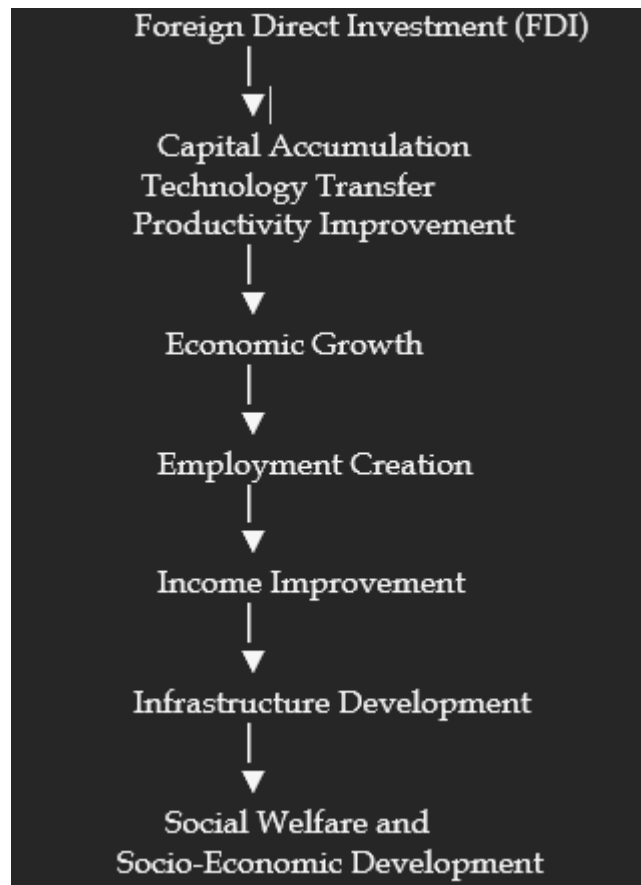 Foreign Direct Investment (FDI)
Capital Accumulation
Technology Transfer
Productivity Improvement
Economic Growth
Employment Creation
Income Improvement
Infrastructure Development
Social Welfare and
Socio-Economic Development